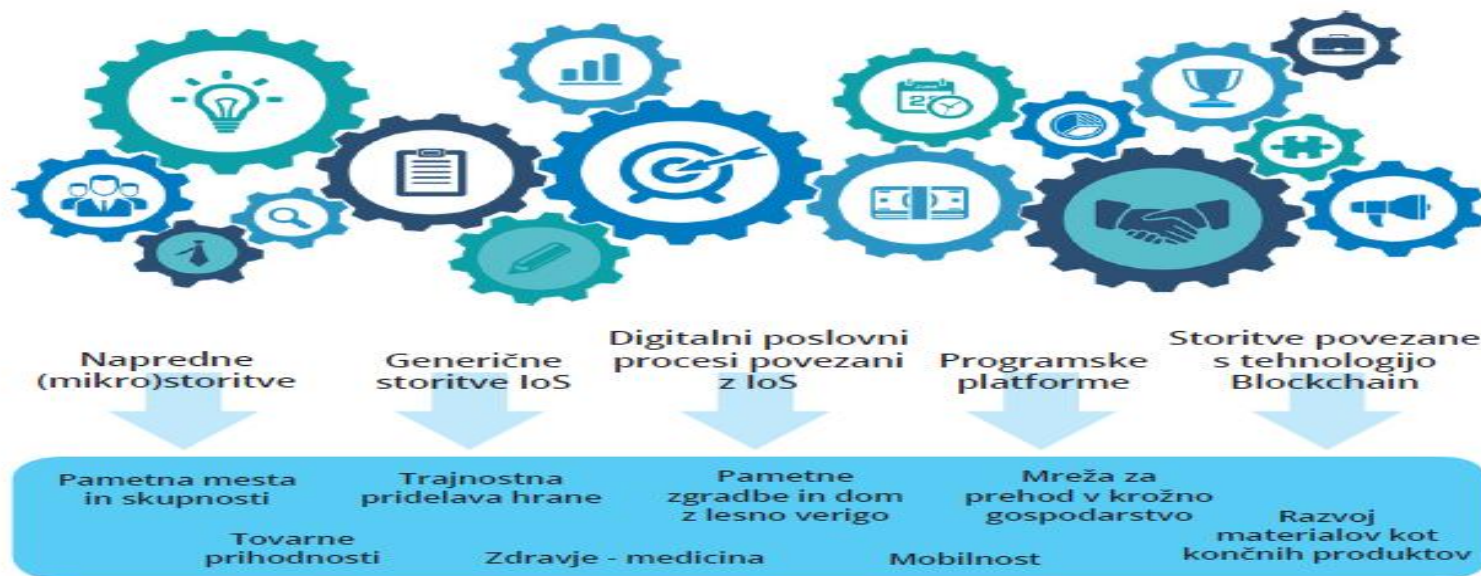 Napredne
(mikro)storitve
Generične
storitve IoS
Digitalni poslovni
procesi povezani
z IoS
Programske
platforme
Storitve povezane
s tehnologijo
Blockchain
Pametna mesta
in skupnosti
Trajnostna
pridelava hrane
Pametne
zgradbe in dom
z lesno verigo
Mreža za
prehod v krožno
gospodarstvo
Tovarne
prihodnosti
Zdravje - medicina
Mobilnost
Razvoj
materialov kot
končnih produktov